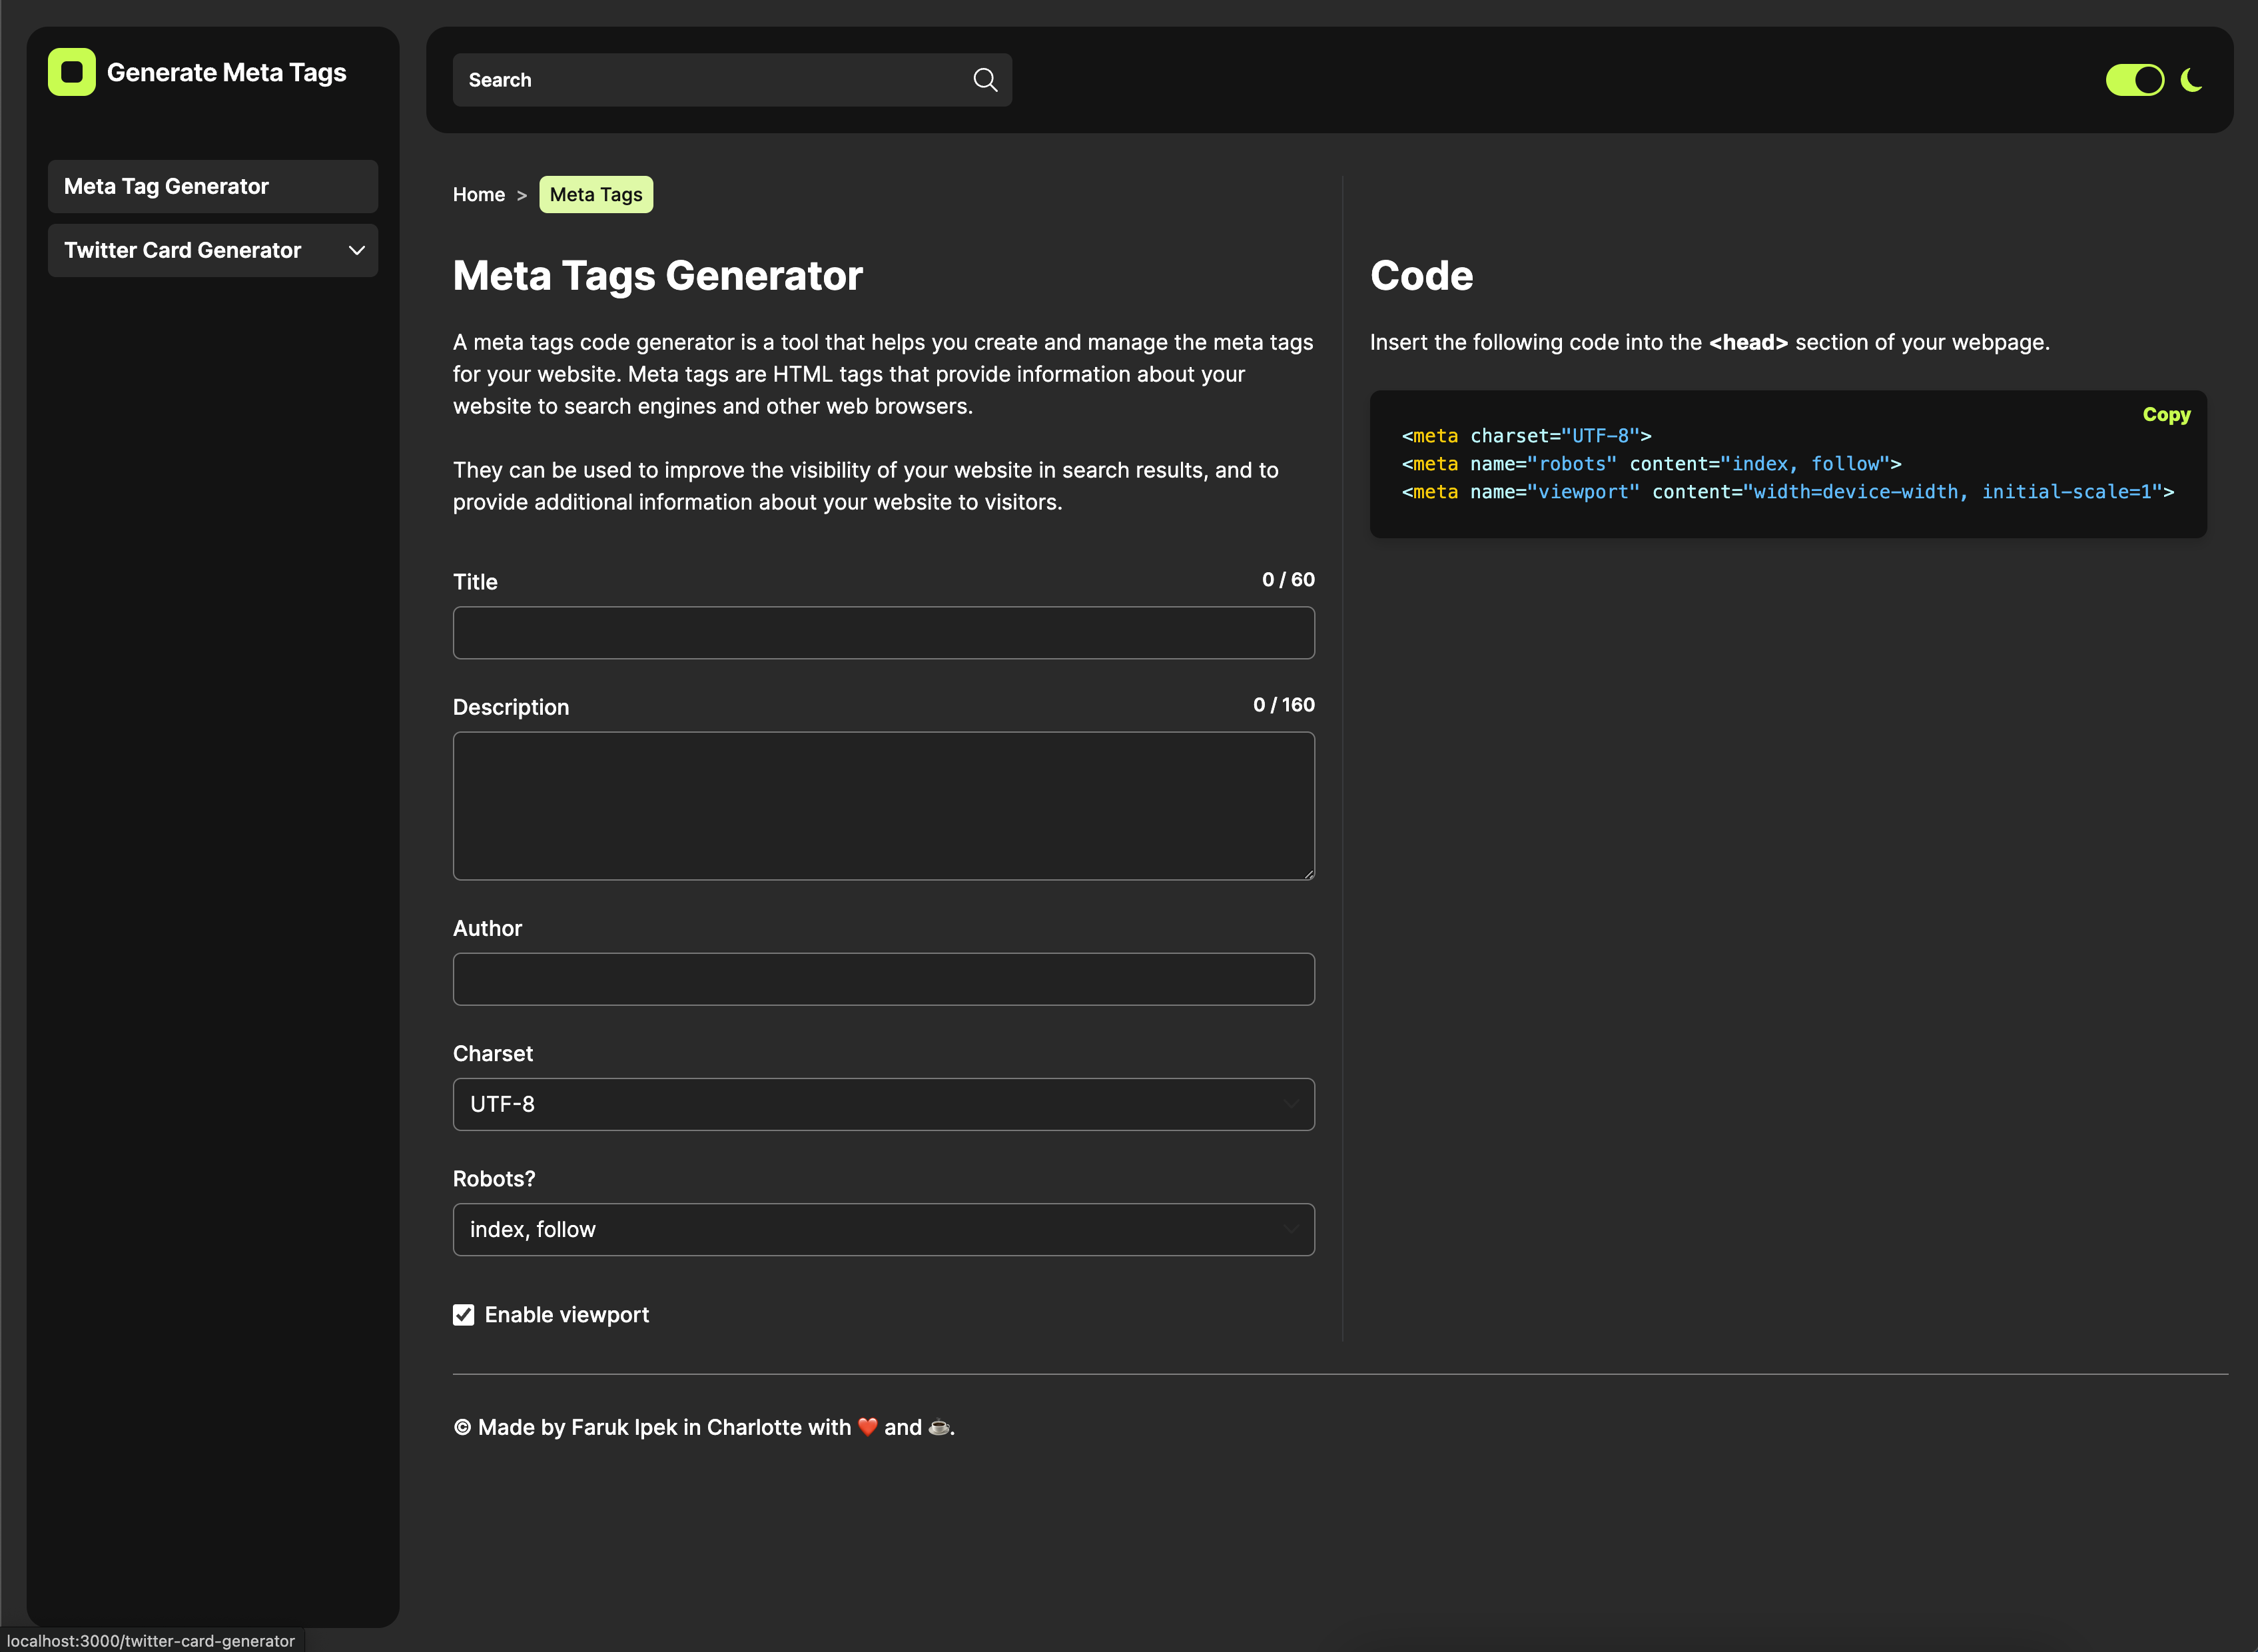 Generate Meta Tags
Meta Tag Generator
Twitter Card Generator
Search
Home > Meta Tags
Meta Tags Generator
A meta tags code generator is a tool that helps you create and manage the meta tags
for your website. Meta tags are HTML tags that provide information about your
website to search engines and other web browsers.
They can be used to improve the visibility of your website in search results, and to
provide additional information about your website to visitors.
Title 0 / 60
Description 0 / 160
Author
Charset
UTF-8
Robots?
index, follow
Enable viewport
Code
Insert the following code into the <head> section of your webpage.
Copy
<meta charset="UTF-8">
<meta name="robots" content="index, follow">
<meta name="viewport" content="width=device-width, initial-scale=1">
© Made by Faruk Ipek in Charlotte with ❤️ and ☕.
localhost:3000/twitter-card-generator